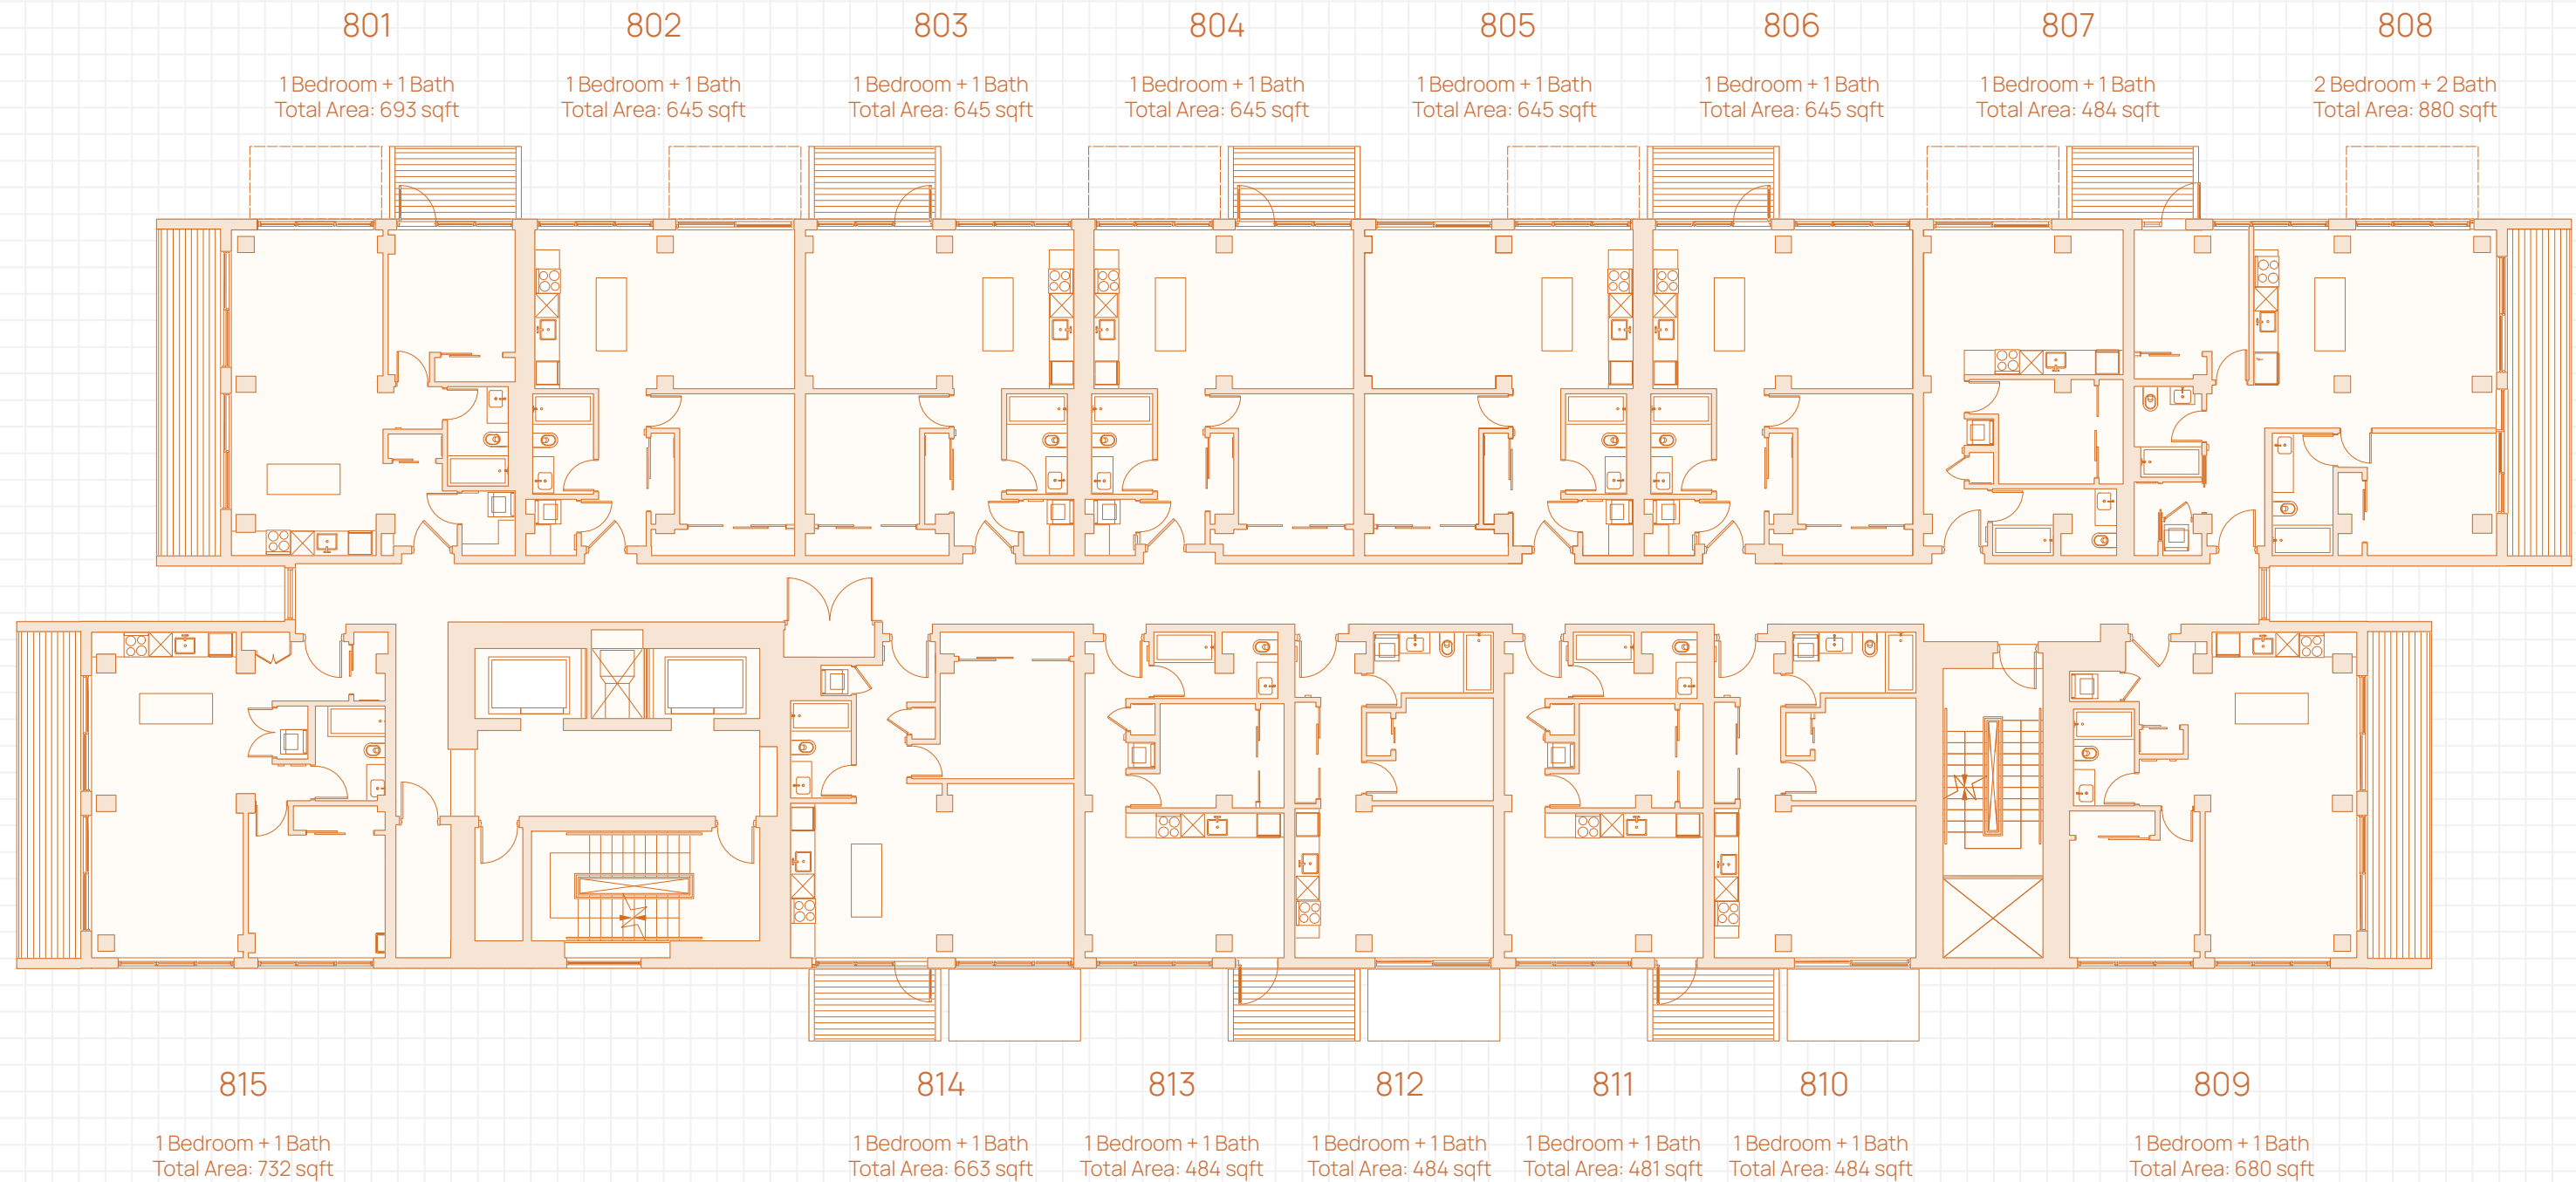 801
1 Bedroom + 1 Bath
Total Area: 693 sqft
802
1 Bedroom + 1 Bath
Total Area: 645 sqft
803
1 Bedroom + 1 Bath
Total Area: 645 sqft
804
1 Bedroom + 1 Bath
Total Area: 645 sqft
805
1 Bedroom + 1 Bath
Total Area: 645 sqft
806
1 Bedroom + 1 Bath
Total Area: 645 sqft
807
1 Bedroom + 1 Bath
Total Area: 484 sqft
808
2 Bedroom + 2 Bath
Total Area: 880 sqft
815
1 Bedroom + 1 Bath
Total Area: 732 sqft
814
1 Bedroom + 1 Bath
Total Area: 663 sqft
813
1 Bedroom + 1 Bath
Total Area: 484 sqft
812
1 Bedroom + 1 Bath
Total Area: 484 sqft
811
1 Bedroom + 1 Bath
Total Area: 481 sqft
810
1 Bedroom + 1 Bath
Total Area: 484 sqft
809
1 Bedroom + 1 Bath
Total Area: 680 sqft